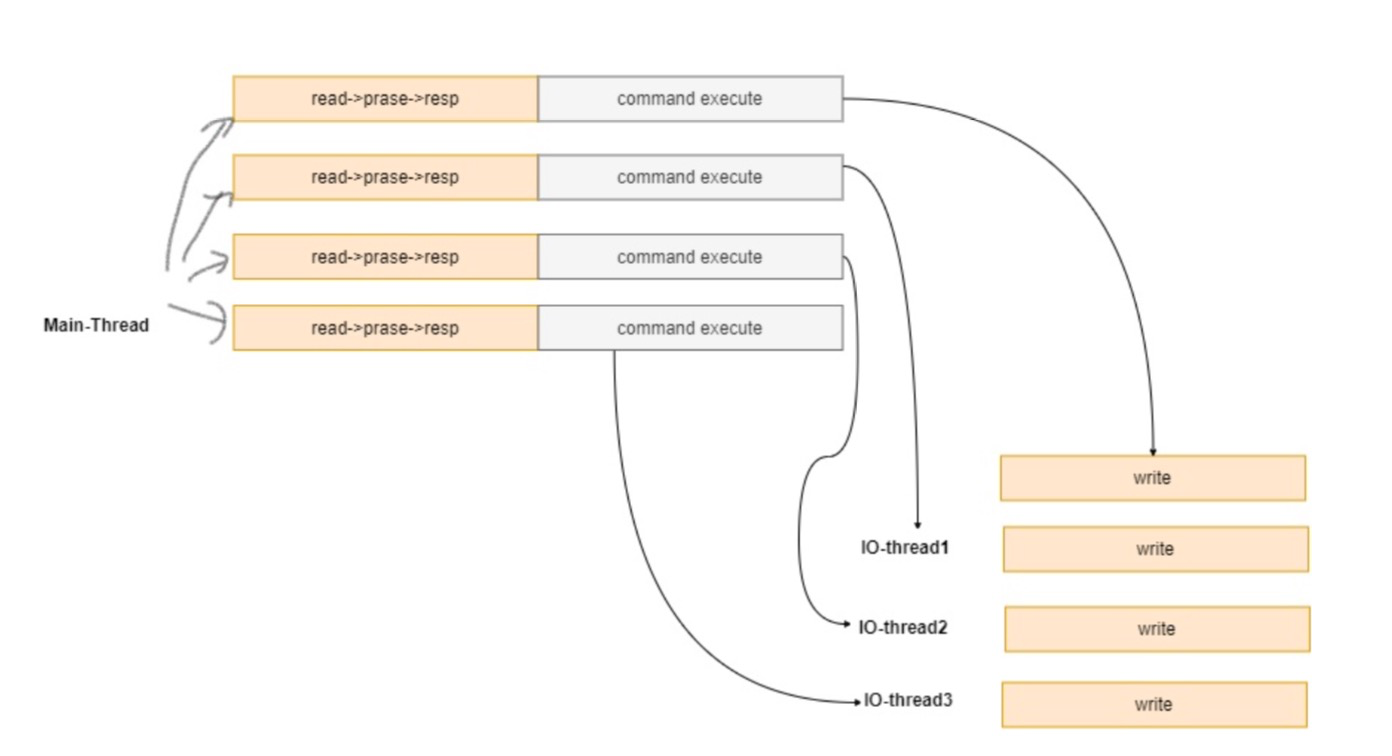 read->prase->resp command execute
read->prase->resp command execute
read->prase->resp command execute
Main-Thread read->prase->resp command execute
write
IO-thread1 write
IO-thread2 write
IO-thread3 write